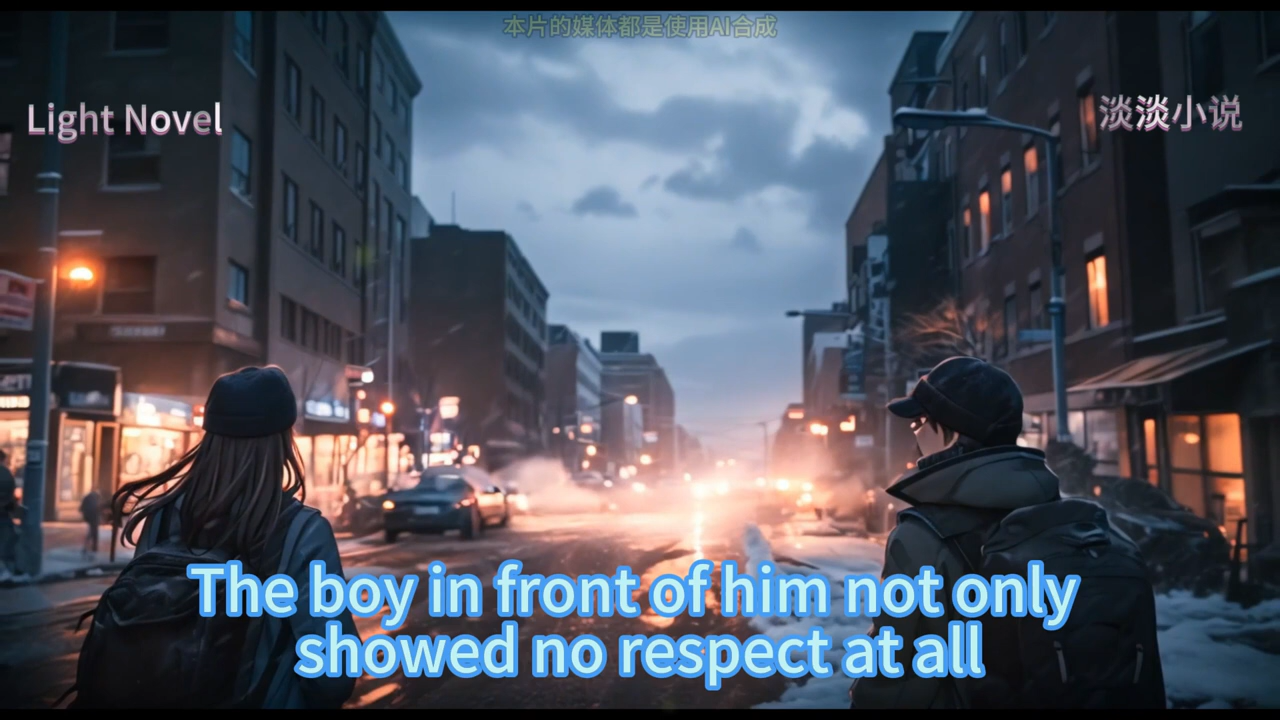 本片的媒体都是使用AI合成
Light Novel
淡淡小说
The boy in front of him not only
showed no respect at all